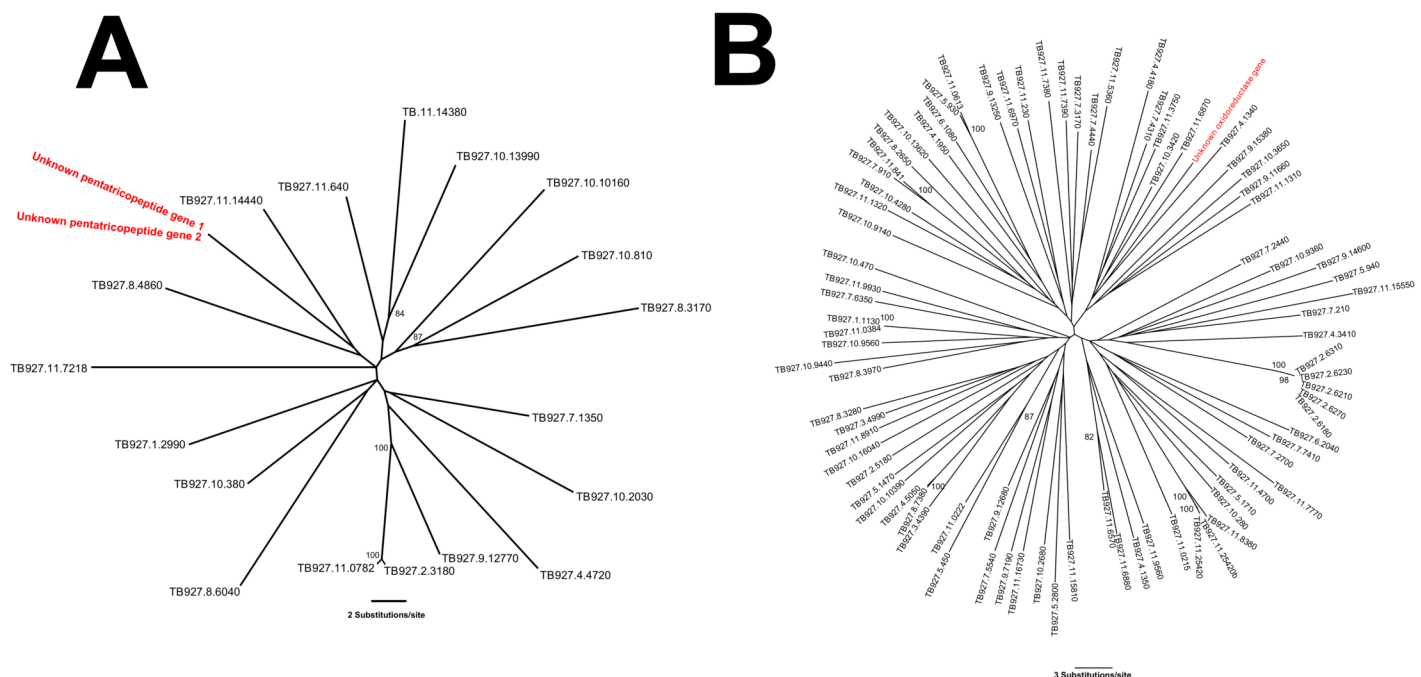 A
TB.11.14380
TB927.10.13990
TB927.10.10160
TB927.11.640
TB927.11.14440
Unknown pentatricopeptide gene 1
Unknown pentatricopeptide gene 2
TB927.10.810
TB927.8.4860
TB927.8.3170
84
87
TB927.11.7218
TB927.7.1350
TB927.1.2990
100
TB927.10.380
TB927.10.2030
100
TB927.11.0782
TB927.2.3180
TB927.9.12770
TB927.4.4720
TB927.8.6040
2 Substitutions/site
B
TB927.10.9140
TB927.11.1320
TB927.10.4280
TB927.7.910
TB927.11.841
100
TB927.8.2650
TB927.10.13620
TB927.4.1950
TB927.6.1080
TB927.5.930
TB927.11.0613
100
TB927.9.13250
TB927.11.6970
TB927.11.230
TB927.11.7380
TB927.11.7390
TB927.7.3170
TB927.7.4440
TB927.11.5360
TB927.4.4180
TB927.7.4310
TB927.11.3750
TB927.10.3420
TB927.11.6870
Unknown oxidoreductase gene
TB927.4.1340
TB927.9.15380
TB927.10.3650
TB927.9.11660
TB927.11.1310
TB927.7.2440
TB927.10.9360
TB927.9.14600
TB927.5.940
TB927.11.15550
TB927.7.210
TB927.4.3410
100
98
TB927.2.6310
TB927.2.6230
TB927.2.6210
TB927.2.6270
TB927.2.6180
TB927.6.2040
TB927.7.7410
TB927.7.2700
TB927.11.7770
TB927.11.4700
TB927.5.1710
TB927.10.280
TB927.11.8380
100
100
TB927.11.25420b
TB927.11.25420
TB927.11.0215
TB927.11.9560
TB927.4.1350
TB927.11.6880
TB927.11.6570
82
TB927.11.15810
TB927.5.2800
TB927.10.2680
TB927.11.16730
TB927.9.7190
TB927.7.5540
TB927.9.12680
87
TB927.5.450
TB927.11.0222
TB927.3.4390
TB927.8.7380
100
TB927.4.5050
TB927.10.10390
TB927.5.1470
TB927.2.5180
TB927.10.16040
TB927.11.8910
TB927.3.4990
TB927.8.3280
TB927.8.3970
TB927.10.9440
TB927.10.9560
TB927.11.0384
TB927.1.1130
100
TB927.7.6350
TB927.11.9930
TB927.10.470
3 Substitutions/site